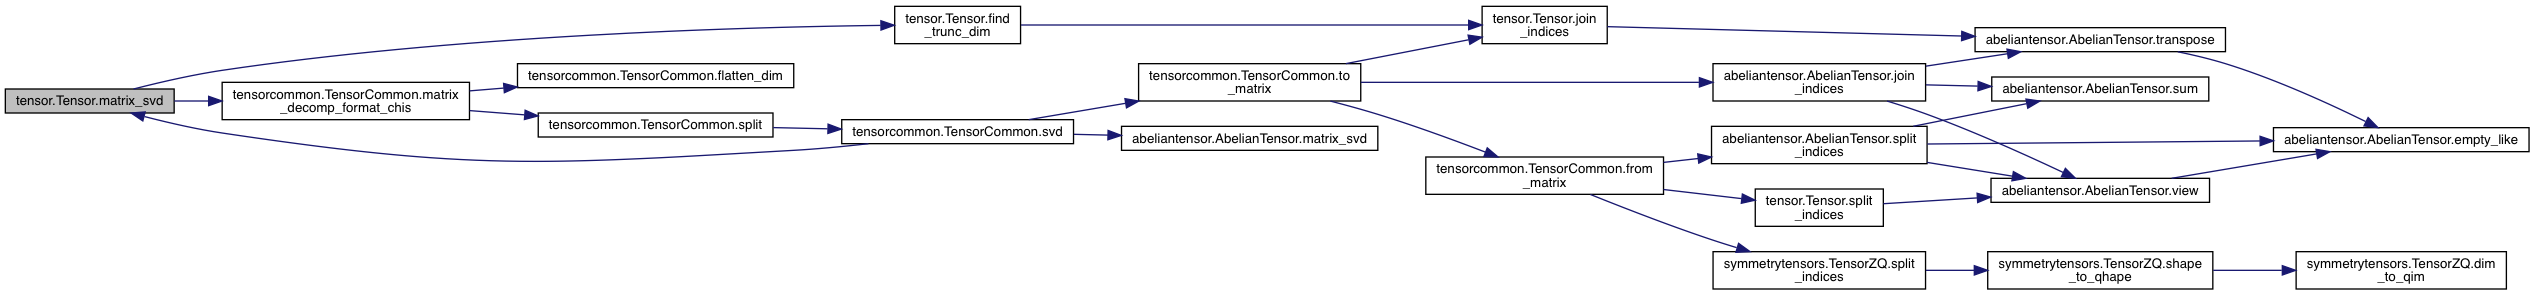 tensor.Tensor.matrix_svd
tensorcommon.TensorCommon.matrix
_decomp_format_chis
tensorcommon.TensorCommon.flatten_dim
tensorcommon.TensorCommon.split
tensor.Tensor.find
_trunc_dim
tensorcommon.TensorCommon.svd
tensorcommon.TensorCommon.to
_matrix
abeliantensor.AbelianTensor.matrix_svd
tensor.Tensor.join
_indices
tensorcommon.TensorCommon.from
_matrix
abeliantensor.AbelianTensor.join
_indices
abeliantensor.AbelianTensor.split
_indices
tensor.Tensor.split
_indices
symmetrytensors.TensorZQ.split
_indices
abeliantensor.AbelianTensor.transpose
abeliantensor.AbelianTensor.sum
abeliantensor.AbelianTensor.view
symmetrytensors.TensorZQ.shape
_to_qhape
abeliantensor.AbelianTensor.empty_like
symmetrytensors.TensorZQ.dim
_to_qim